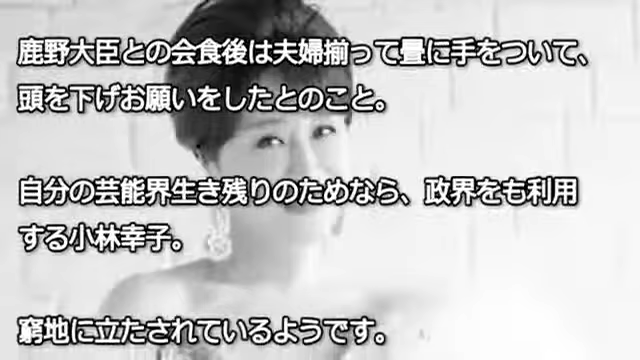 鹿野大臣との会食後は夫婦揃って畳に手をついて、
頭を下げお願いをしたとのこと。
自分の芸能界生き残りのためなら、政界をも利用
する小林幸子。
窮地に立たされているようです。